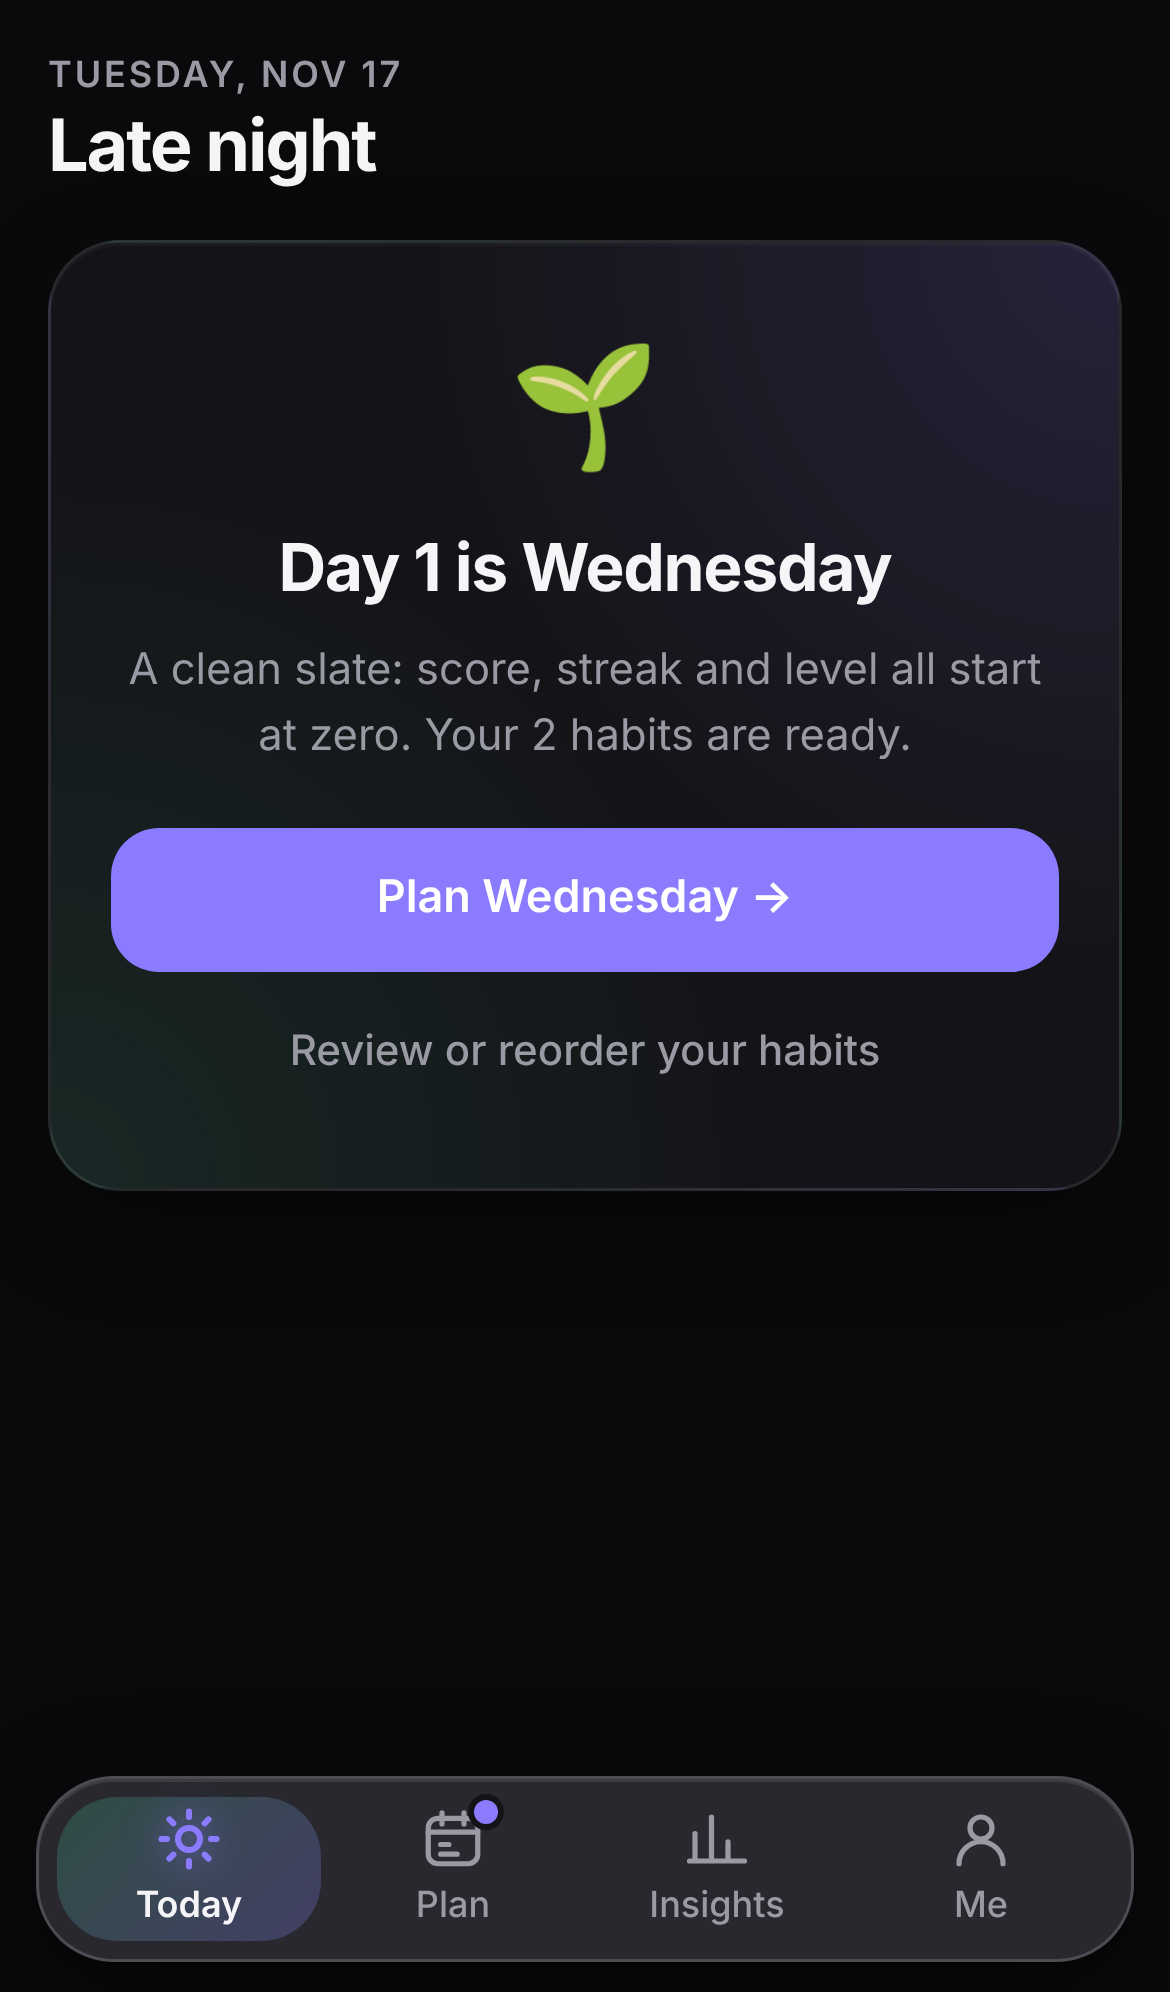 TUESDAY, NOV 17
Late night
Day 1 is Wednesday
A clean slate: score, streak and level all start
at zero. Your 2 habits are ready.
Plan Wednesday →
Review or reorder your habits
Today
Plan
Insights
Me